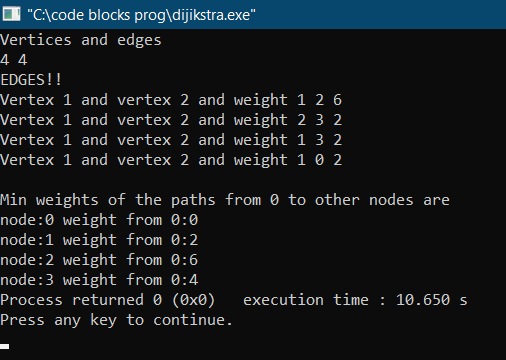 "C:\code blocks prog\dijikstra.exe"
Vertices and edges
4 4
EDGES!!
Vertex 1 and vertex 2 and weight 1 2 6
Vertex 1 and vertex 2 and weight 2 3 2
Vertex 1 and vertex 2 and weight 1 3 2
Vertex 1 and vertex 2 and weight 1 0 2
Min weights of the paths from 0 to other nodes are
node:0 weight from 0:0
node:1 weight from 0:2
node:2 weight from 0:6
node:3 weight from 0:4
Process returned 0 (0x0)   execution time : 10.650 s
Press any key to continue.